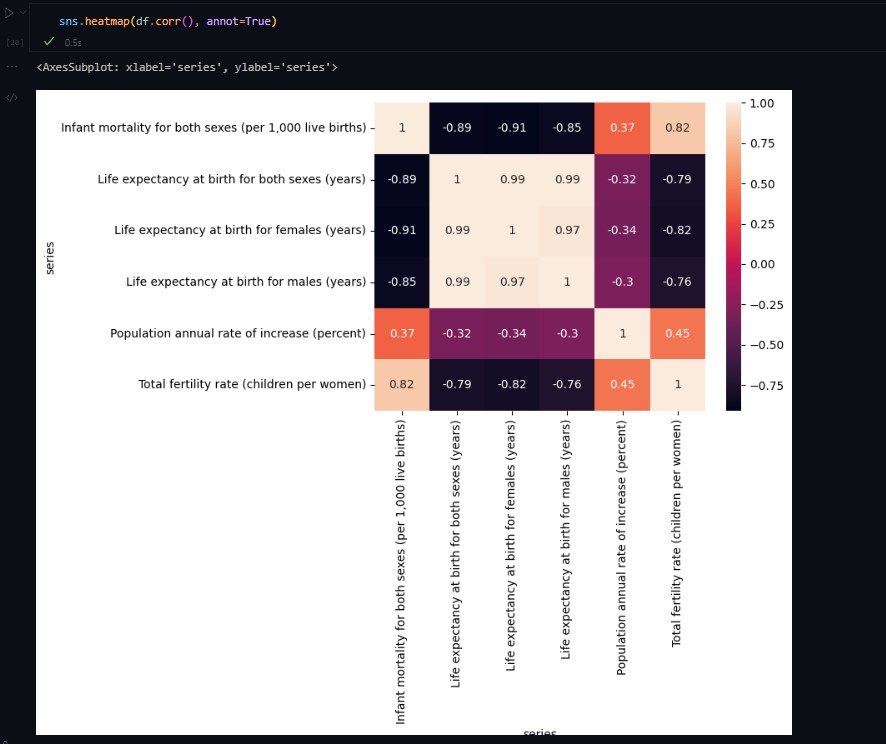 sns.heatmap(df.corr(), annot=True)
[20]
0.5s
<AxesSubplot: xlabel='series', ylabel='series'>
Infant mortality for both sexes (per 1,000 live births)
1 -0.89 -0.91 -0.85 0.37 0.82
Life expectancy at birth for both sexes (years)
-0.89 1 0.99 0.99 -0.32 -0.79
Life expectancy at birth for females (years)
-0.91 0.99 1 0.97 -0.34 -0.82
Life expectancy at birth for males (years)
-0.85 0.99 0.97 1 -0.3 -0.76
Population annual rate of increase (percent)
0.37 -0.32 -0.34 -0.3 1 0.45
Total fertility rate (children per women)
0.82 -0.79 -0.82 -0.76 0.45 1
series
1.00
0.75
0.50
0.25
0.00
−0.25
−0.50
−0.75
Infant mortality for both sexes (per 1,000 live births)
Life expectancy at birth for both sexes (years)
Life expectancy at birth for females (years)
Life expectancy at birth for males (years)
Population annual rate of increase (percent)
Total fertility rate (children per women)
series